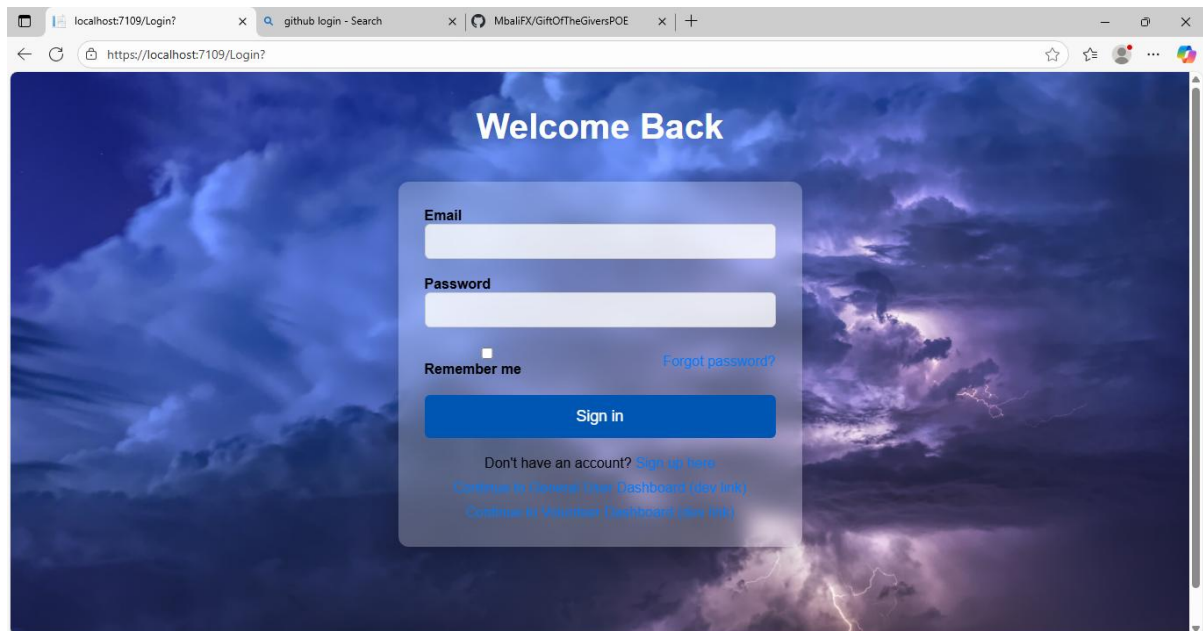 localhost:7109/Login?
github login - Search
MbaliFX/GiftOfTheGiversPOE
https://localhost:7109/Login?
Welcome Back
Email
Password
Remember me
Forgot password?
Sign in
Don't have an account? Sign up here
Continue to General User Dashboard (dev link)
Continue to Volunteer Dashboard (dev link)